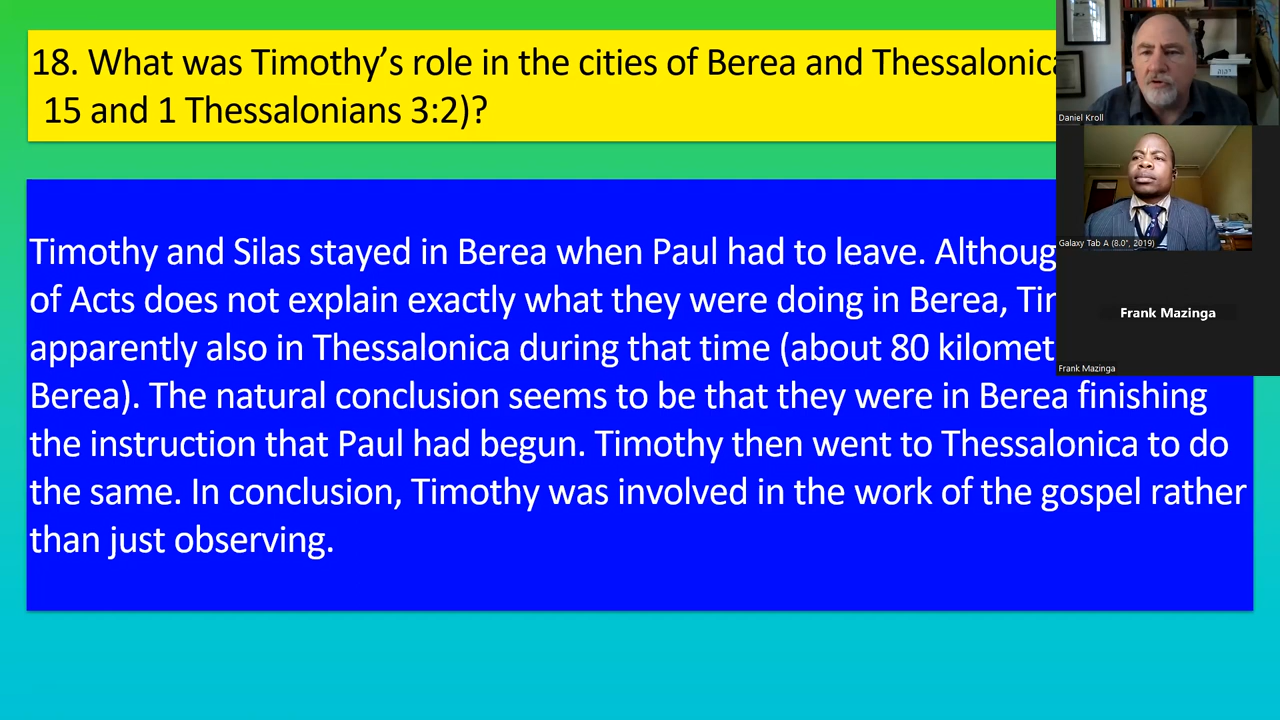 18. What was Timothy's role in the cities of Berea and Thessalonica
15 and 1 Thessalonians 3:2)?
Timothy and Silas stayed in Berea when Paul had to leave.
of Acts does not explain exactly what they were doing in Berea,
apparently also in Thessalonica during that time (about 80
Berea). The natural conclusion seems to be that they were in Berea finishing
the instruction that Paul had begun. Timothy then went to Thessalonica to do
the same. In conclusion, Timothy was involved in the work of the gospel rather
than just observing.
Daniel Kroll
Galaxy Tab A (8.0", 2019)
Frank Mazinga
Frank Mazinga